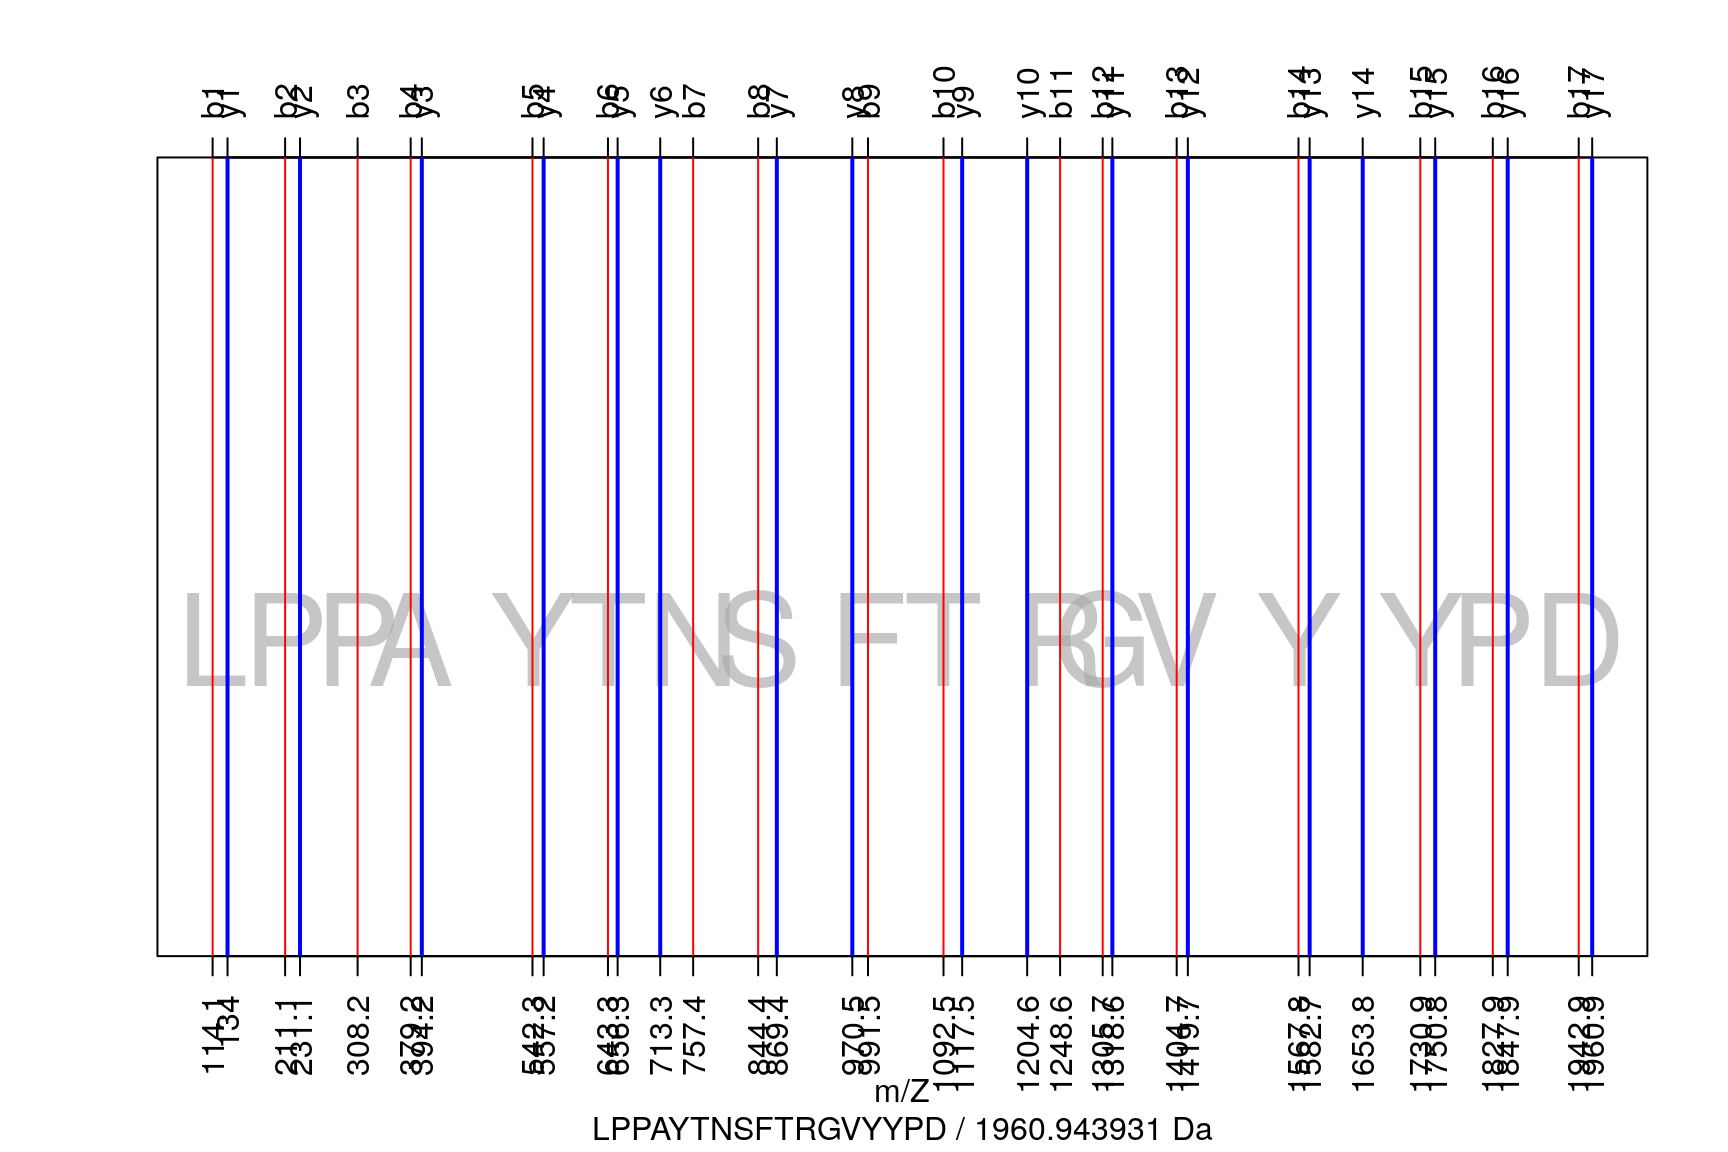 b1 y1 b2 y2 b3 b4 y3 b5 y4 b6 y5 y6 b7 b8 y7 y8 b9 b10 y9 y10 b11 b12 y11 b13 y12 b14 y13 y14 b15 y15 b16 y16 b17 y17
LPPAYTNSFTRGVYYPD
114.1 134 211.1 231.1 308.2 379.2 394.2 542.3 557.2 643.3 656.3 713.3 757.4 844.4 869.4 970.5 991.5 1092.5 1117.5 1204.6 1248.6 1305.7 1318.6 1404.7 1419.7 1567.8 1582.7 1653.8 1730.9 1750.8 1827.9 1847.9 1942.9 1960.9
m/Z
LPPAYTNSFTRGVYYPD / 1960.943931 Da